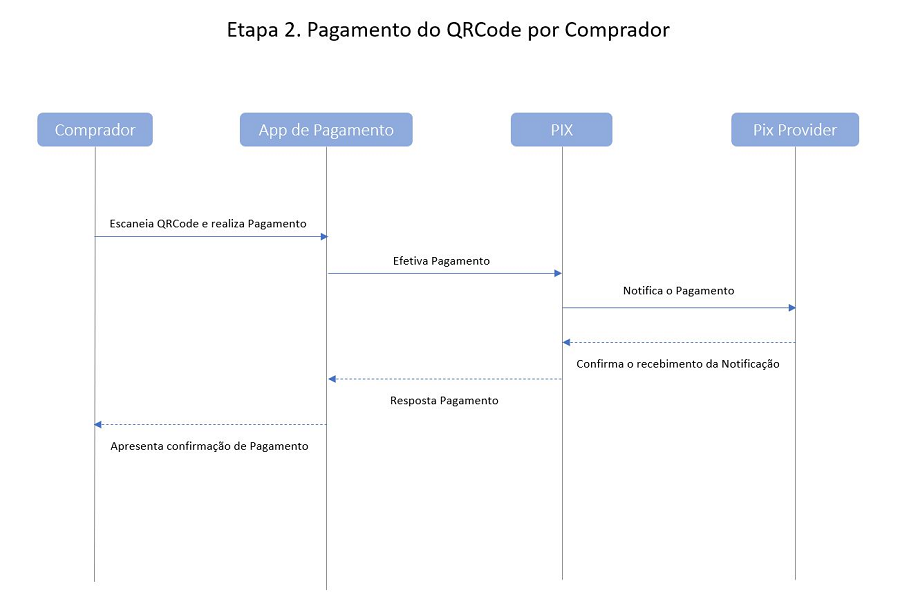 Etapa 2. Pagamento do QRCode por Comprador
Comprador
App de Pagamento
PIX
Pix Provider
Escaneia QRCode e realiza Pagamento
Efetiva Pagamento
Notifica o Pagamento
Confirma o recebimento da Notificação
Resposta Pagamento
Apresenta confirmação de Pagamento